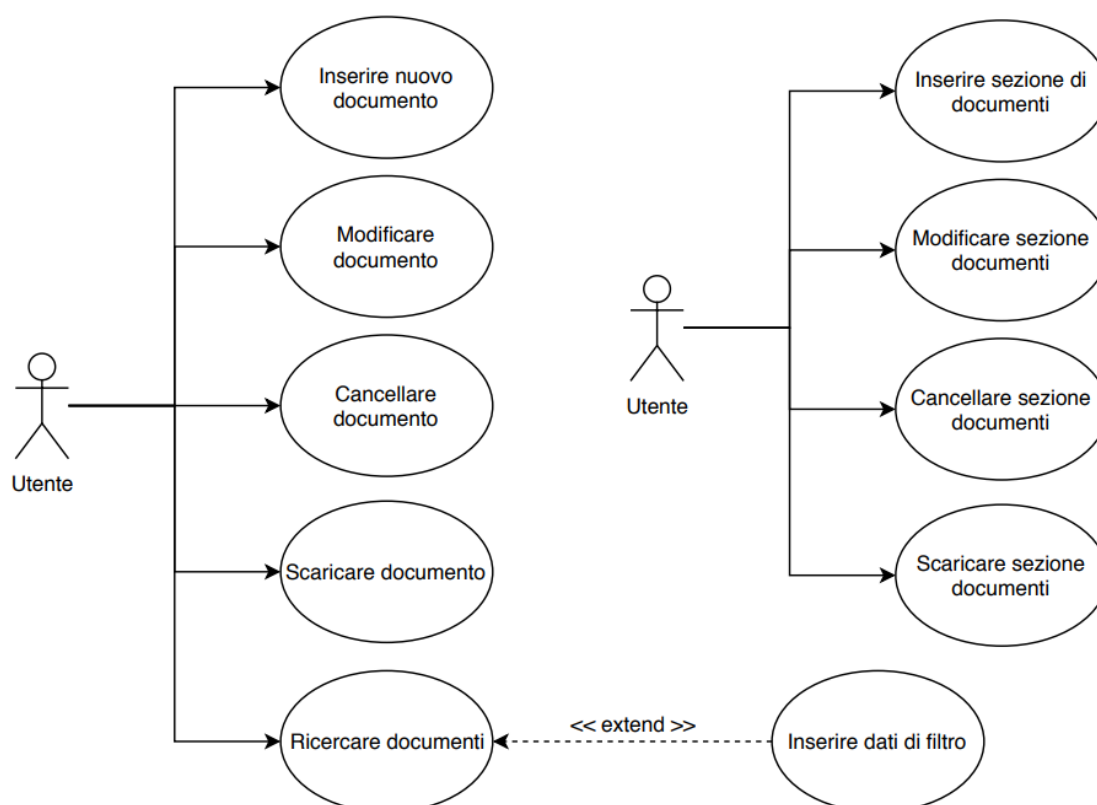 Inserire nuovo
documento
Modificare
documento
Cancellare
documento
Utente
Scaricare documento
Ricercare documenti
<< extend >>
Inserire dati di filtro
Inserire sezione di
documenti
Modificare sezione
documenti
Utente
Cancellare sezione
documenti
Scaricare sezione
documenti